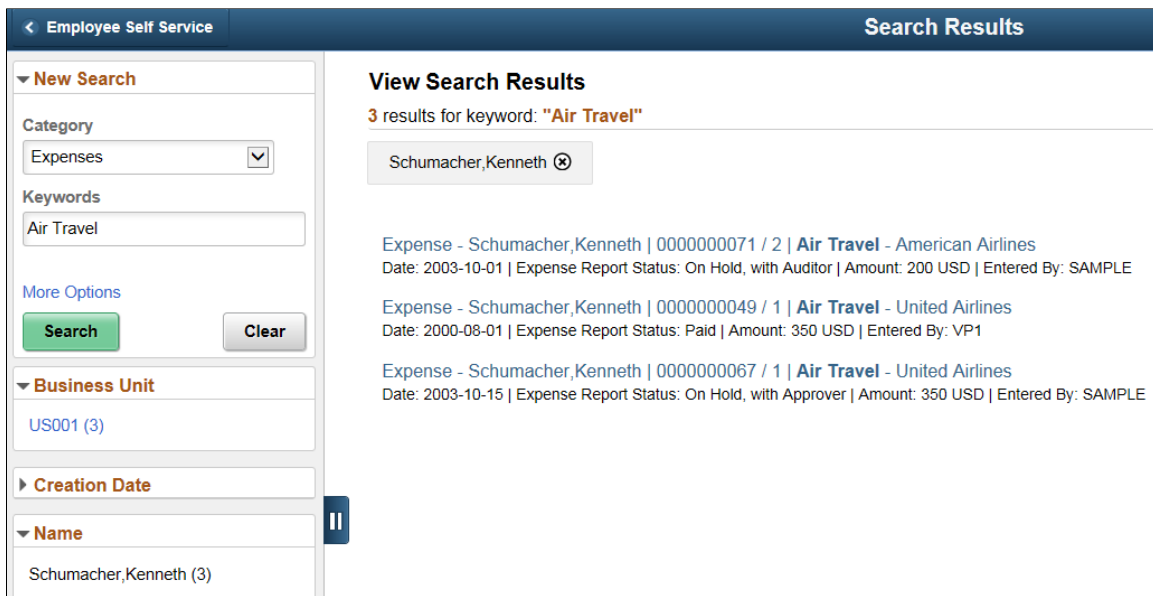 Employee Self Service
Search Results
New Search
Category
Expenses
Keywords
Air Travel
More Options
Search
Clear
Business Unit
US001 (3)
Creation Date
Name
Schumacher,Kenneth (3)
View Search Results
3 results for keyword: "Air Travel"
Schumacher,Kenneth
Expense - Schumacher,Kenneth | 0000000071 / 2 | Air Travel - American Airlines
Date: 2003-10-01 | Expense Report Status: On Hold, with Auditor | Amount: 200 USD | Entered By: SAMPLE
Expense - Schumacher,Kenneth | 0000000049 / 1 | Air Travel - United Airlines
Date: 2000-08-01 | Expense Report Status: Paid | Amount: 350 USD | Entered By: VP1
Expense - Schumacher,Kenneth | 0000000067 / 1 | Air Travel - United Airlines
Date: 2003-10-15 | Expense Report Status: On Hold, with Approver | Amount: 350 USD | Entered By: SAMPLE